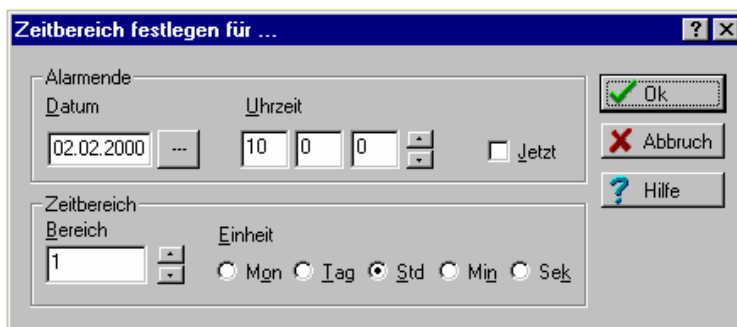 Zeitbereich festlegen für ...
? X
Alarmende
Datum
Uhrzeit
02.02.2000 ... 10 0 0 Jetzt
Zeitbereich
Bereich
Einheit
1
Mon Tag Std Min Sek
Ok
Abbruch
? Hilfe